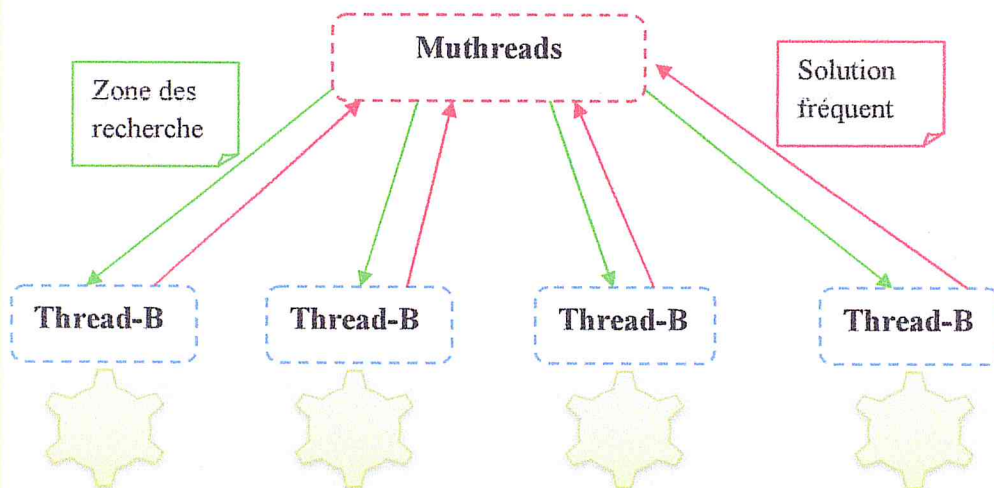 Muthreads
Zone des
recherche
Solution
fréquent
Thread-B
Thread-B
Thread-B
Thread-B